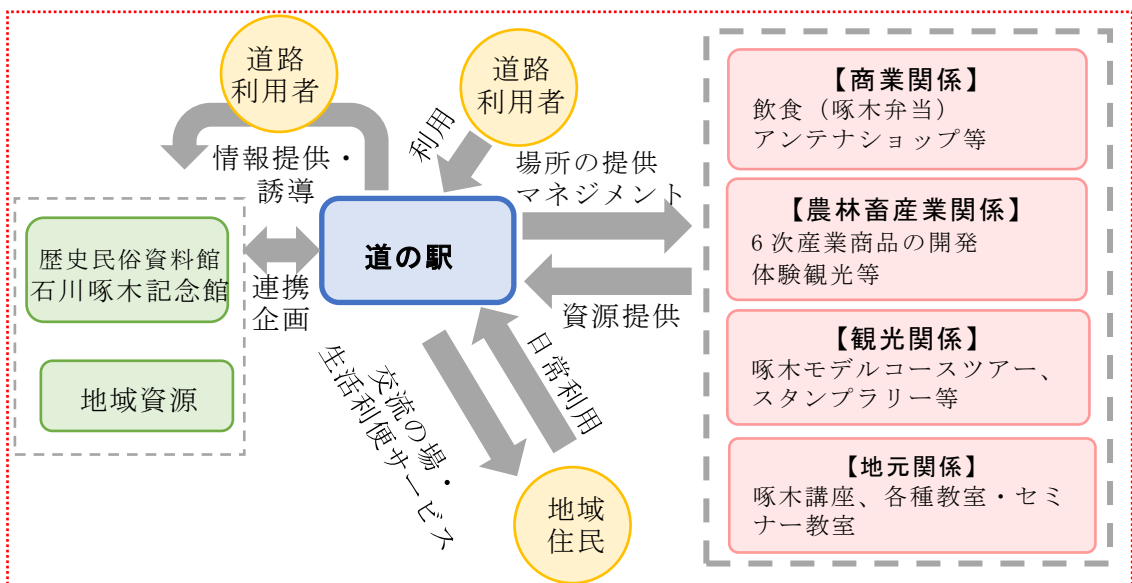 道路
利用者
道路
利用者
情報提供・
誘導
利用
場所の提供
マネジメント
歴史民俗資料館
石川啄木記念館
地域資源
連携
企画
道の駅
資源提供
交流の場・
生活利便サービス
日常利用
地域
住民
【商業関係】
飲食（啄木弁当）
アンテナショップ等
【農林畜産業関係】
6次産業商品の開発
体験観光等
【観光関係】
啄木モデルコースツアー、
スタンプラリー等
【地元関係】
啄木講座、各種教室・セミ
ナー教室